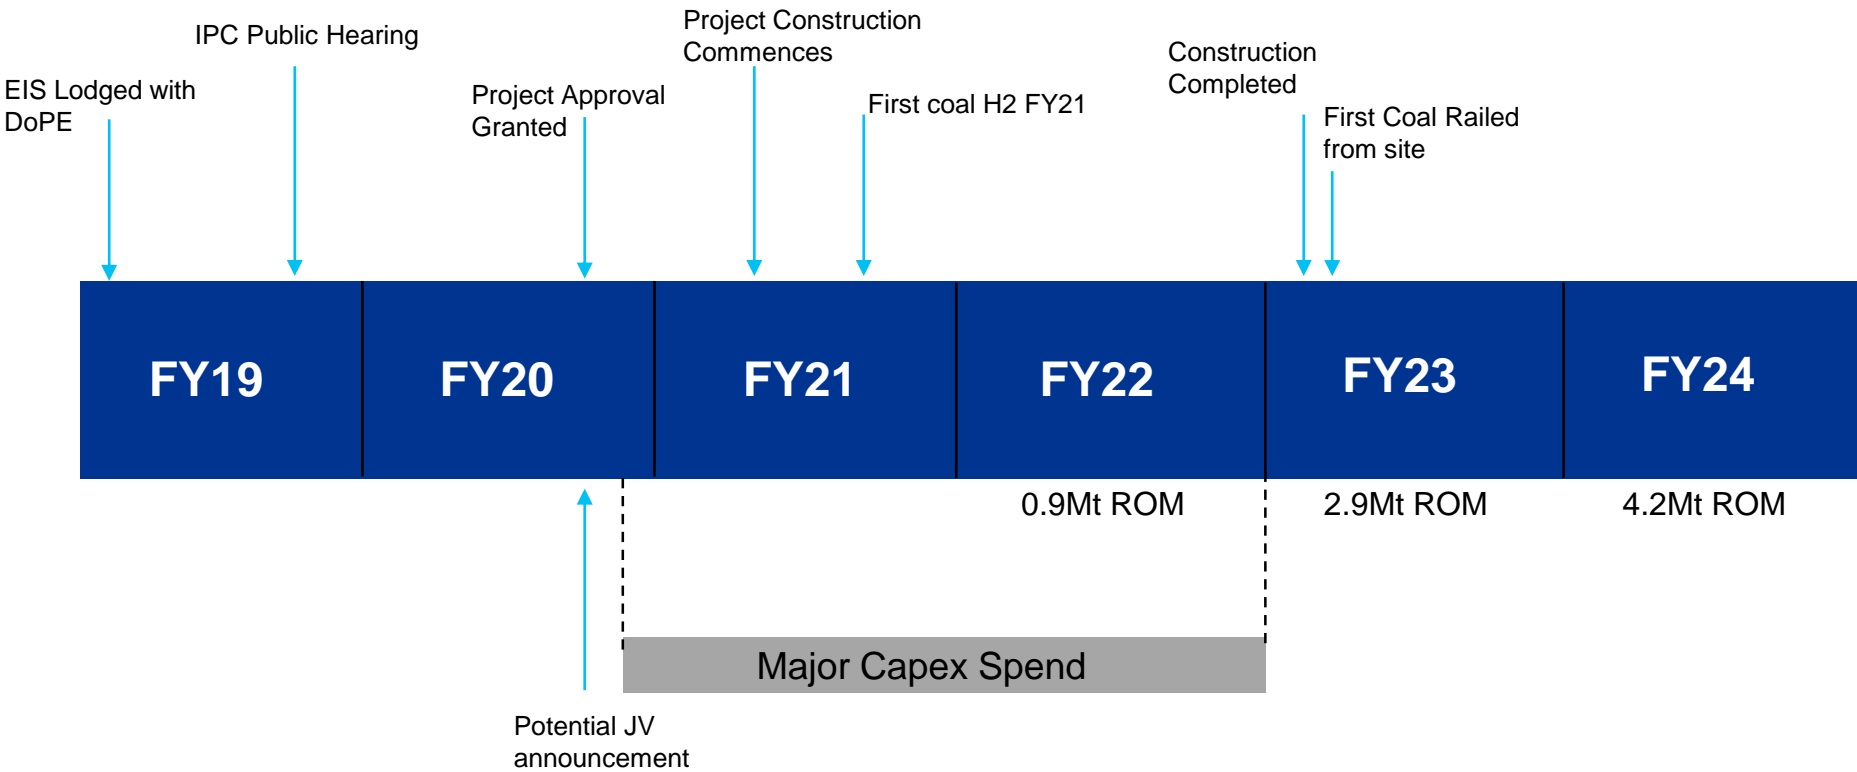 EIS Lodged with
DoPE
IPC Public Hearing
Project Approval
Granted
Project Construction
Commences
First coal H2 FY21
Construction
Completed
First Coal Railed
from site
FY19
FY20
FY21
FY22
FY23
FY24
0.9Mt ROM
2.9Mt ROM
4.2Mt ROM
Major Capex Spend
Potential JV
announcement